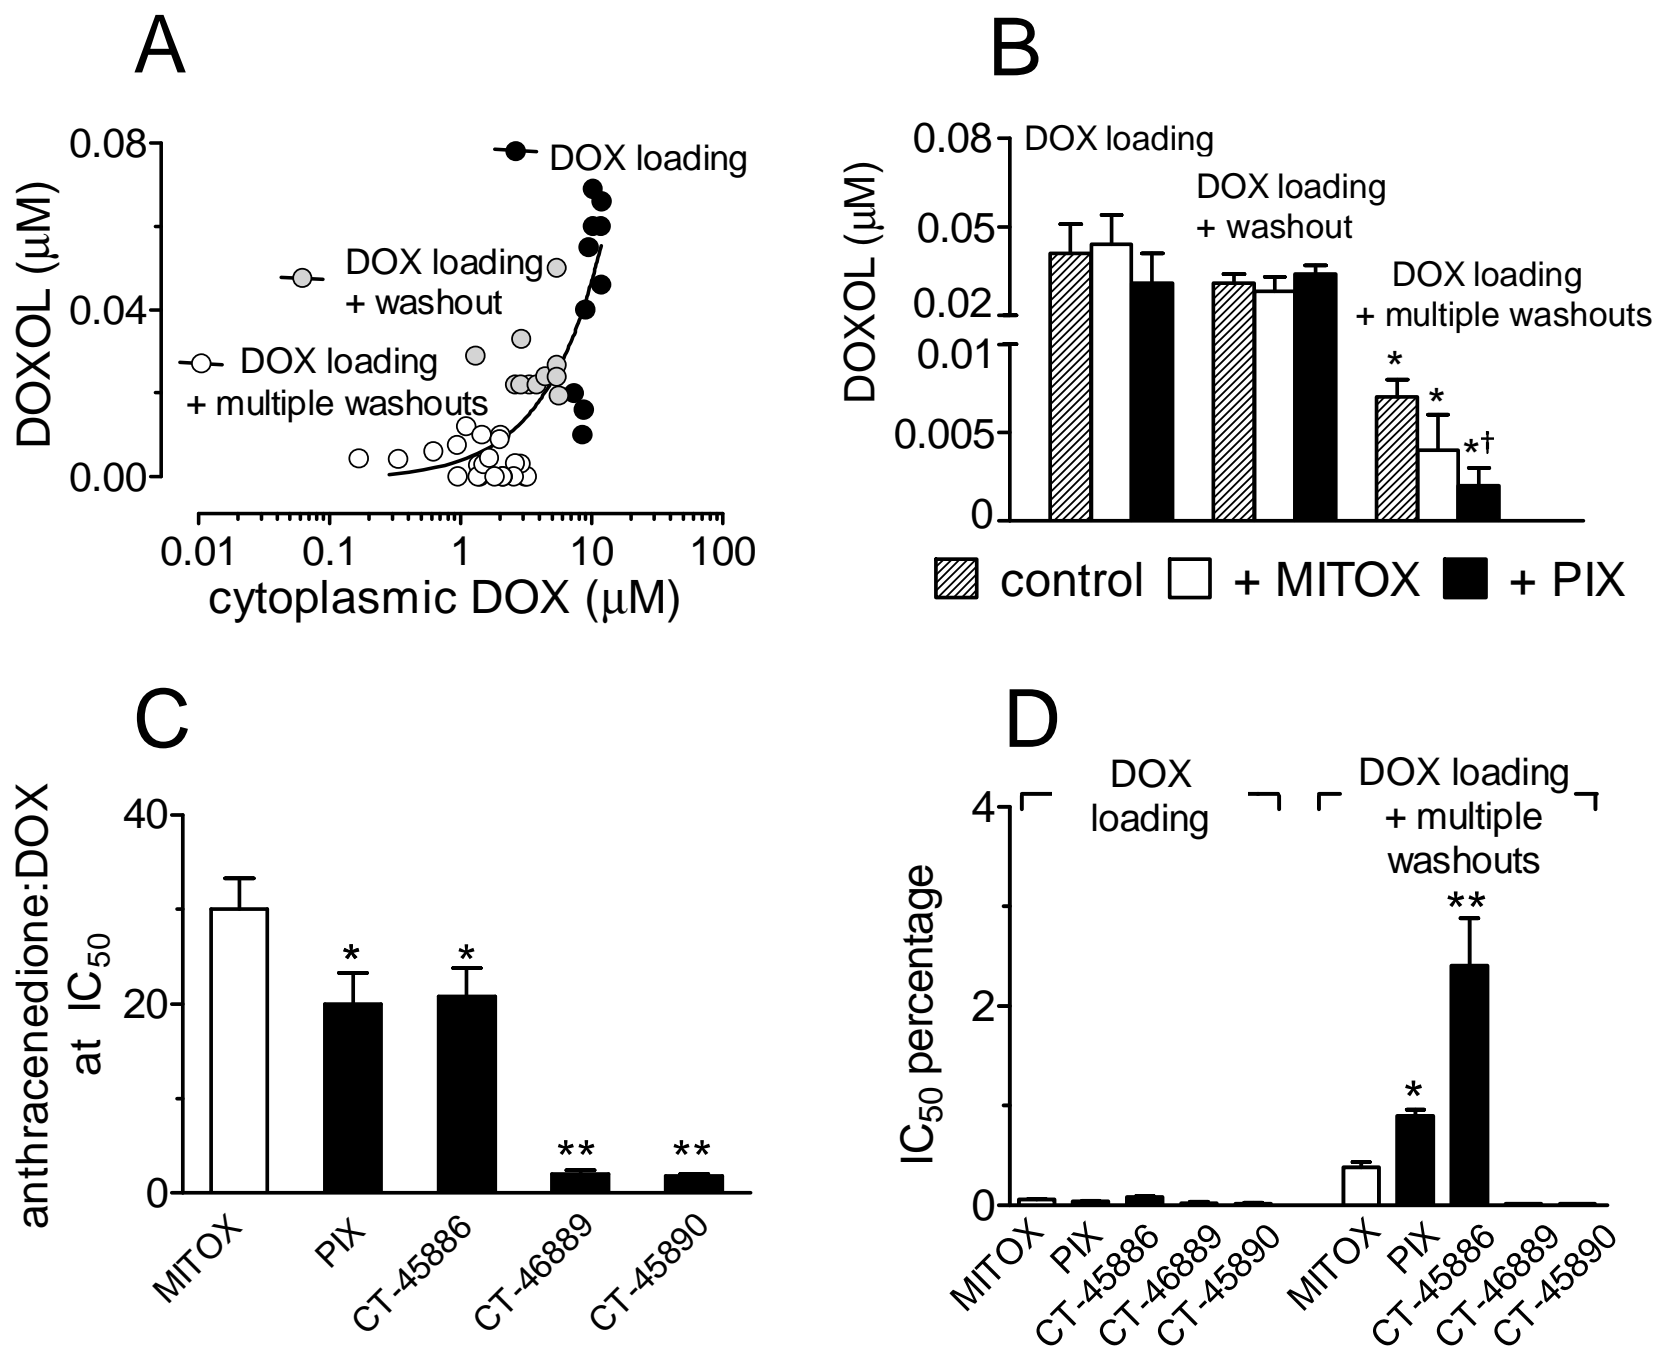 A
0.08
0.04
0.00
DOXOL (μM)
DOX loading
DOX loading
+ washout
DOX loading
+ multiple washouts
0.01 0.1 1 10 100
cytoplasmic DOX (μM)
B
0.08
0.05
0.02
0.01
0.005
0
DOXOL (μM)
DOX loading
DOX loading
+ washout
DOX loading
+ multiple washouts
*
*
*†
control + MITOX + PIX
C
40
20
0
anthracenedione:DOX
at IC50
* *
** **
MITOX
PIX
CT-45886
CT-46889
CT-45890
D
4
2
0
IC50 percentage
DOX
loading
DOX loading
+ multiple
washouts
**
*
MITOX
PIX
CT-45886
CT-46889
CT-45890
MITOX
PIX
CT-45886
CT-46889
CT-45890